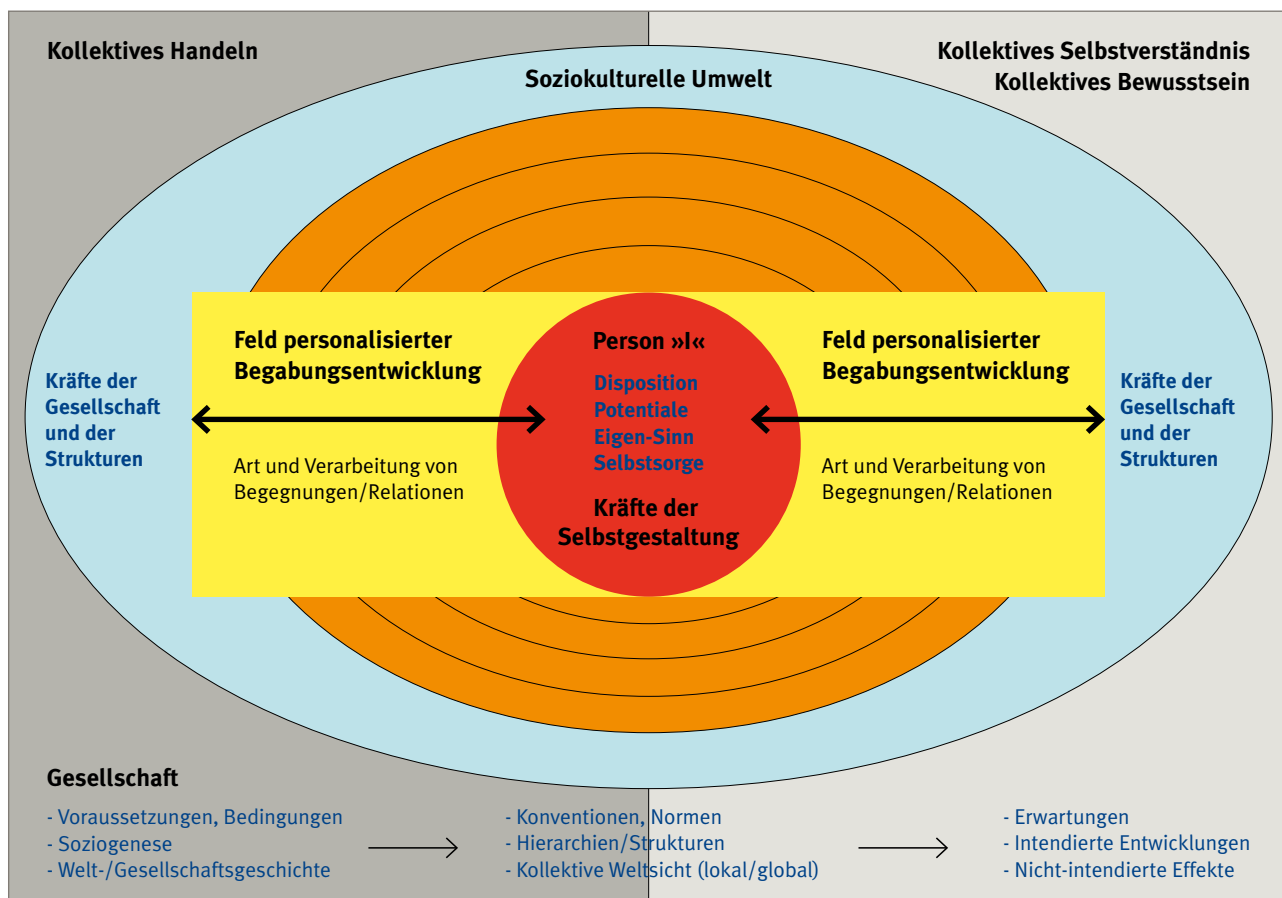 Kollektives Handeln
Kollektives Selbstverständnis
Kollektives Bewusstsein
Soziokulturelle Umwelt
Kräfte der
Gesellschaft
und der
Strukturen
Feld personalisierter
Begabungsentwicklung
Art und Verarbeitung von
Begegnungen/Relationen
Person »I«
Disposition
Potentiale
Eigen-Sinn
Selbstsorge
Kräfte der
Selbstgestaltung
Feld personalisierter
Begabungsentwicklung
Art und Verarbeitung von
Begegnungen/Relationen
Kräfte der
Gesellschaft
und der
Strukturen
Gesellschaft
- Voraussetzungen, Bedingungen
- Soziogenese
- Welt-/Gesellschaftsgeschichte
- Konventionen, Normen
- Hierarchien/Strukturen
- Kollektive Weltsicht (lokal/global)
- Erwartungen
- Intendierte Entwicklungen
- Nicht-intendierte Effekte